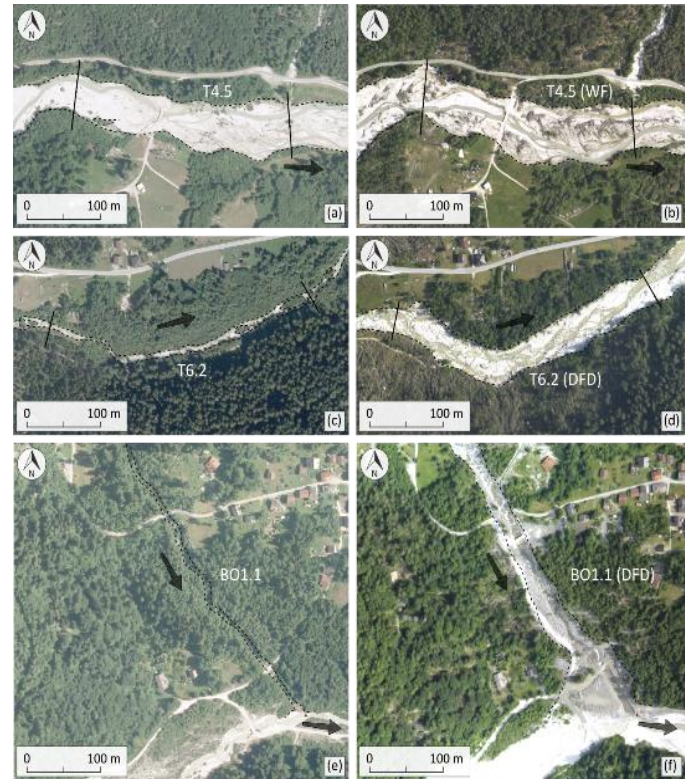 N
T4.5
0 100 m
(a)
N
T4.5 (WF)
0 100 m
(b)
N
T6.2
0 100 m
(c)
N
T6.2 (DFD)
0 100 m
(d)
N
BO1.1
0 100 m
(e)
N
BO1.1 (DFD)
0 100 m
(f)